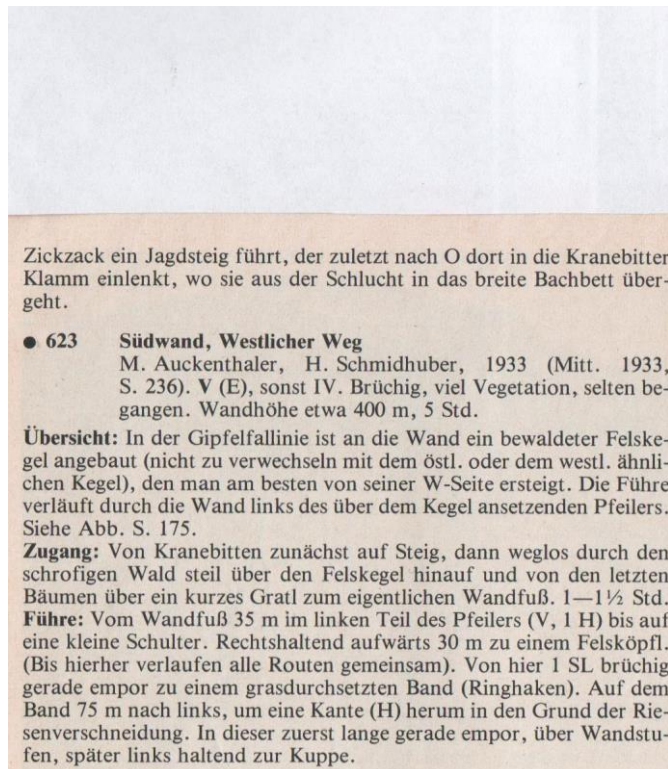 Zickzack ein Jagdsteig führt, der zuletzt nach O dort in die Kranebitter
Klamm einlenkt, wo sie aus der Schlucht in das breite Bachbett über-
geht.
● 623 Südwand, Westlicher Weg
M. Auckenthaler, H. Schmidhuber, 1933 (Mitt. 1933,
S. 236). V (E), sonst IV. Brüchig, viel Vegetation, selten be-
gangen. Wandhöhe etwa 400 m, 5 Std.
Übersicht: In der Gipfelfallinie ist an die Wand ein bewaldeter Felske-
gel angebaut (nicht zu verwechseln mit dem östl. oder dem westl. ähnli-
chen Kegel), den man am besten von seiner W-Seite ersteigt. Die Führe
verläuft durch die Wand links des über dem Kegel ansetzenden Pfeilers.
Siehe Abb. S. 175.
Zugang: Von Kranebitten zunächst auf Steig, dann weglos durch den
schrofigen Wald steil über den Felskegel hinauf und von den letzten
Bäumen über ein kurzes Gratl zum eigentlichen Wandfuß. 1—1½ Std.
Führe: Vom Wandfuß 35 m im linken Teil des Pfeilers (V, 1 H) bis auf
eine kleine Schulter. Rechtshaltend aufwärts 30 m zu einem Felsköpfl.
(Bis hierher verlaufen alle Routen gemeinsam). Von hier 1 SL brüchig
gerade empor zu einem grasdurchsetzten Band (Ringhaken). Auf dem
Band 75 m nach links, um eine Kante (H) herum in den Grund der Rie-
senverschneidung. In dieser zuerst lange gerade empor, über Wandstu-
fen, später links haltend zur Kuppe.